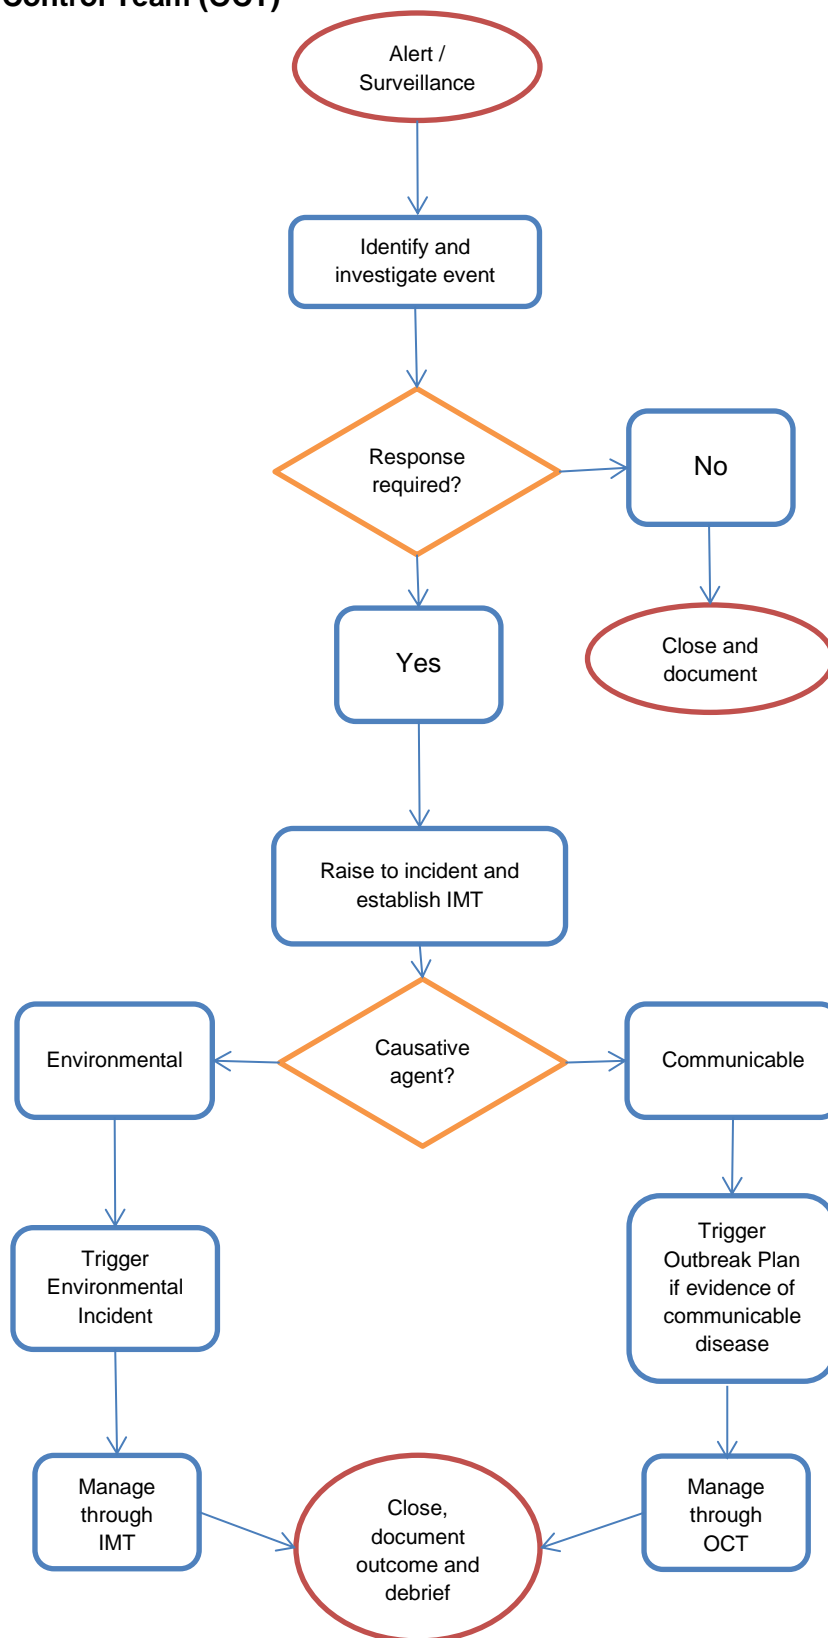 Control Team (OCT)
Alert /
Surveillance
Identify and
investigate event
Response
required?
No
Yes
Close and
document
Raise to incident and
establish IMT
Environmental
Causative
agent?
Communicable
Trigger
Environmental
Incident
Trigger
Outbreak Plan
if evidence of
communicable
disease
Manage
through
IMT
Close,
document
outcome and
debrief
Manage
through
OCT